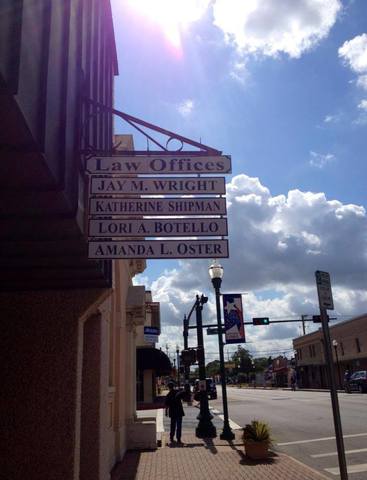 Law Offices
JAY M. WRIGHT
KATHERINE SHIPMAN
LORI A. BOTELLO
AMANDA L. OSTER